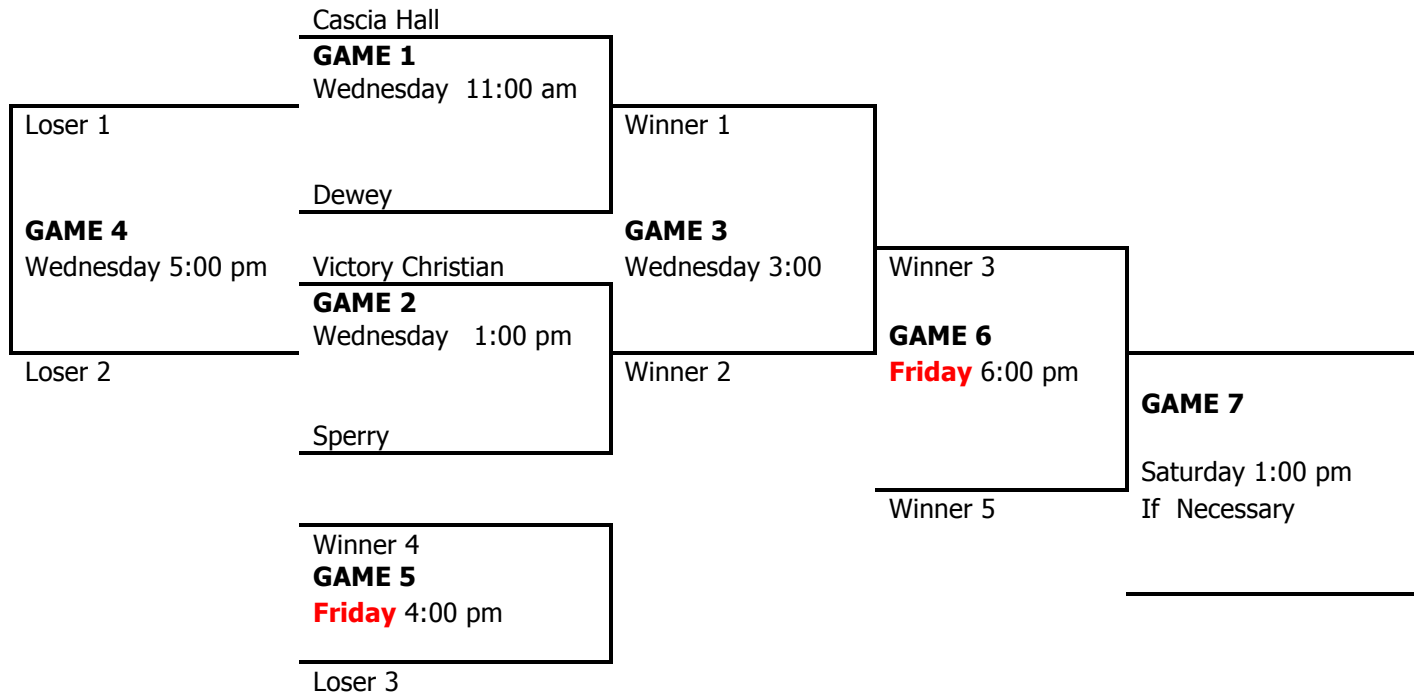 Cascia Hall
GAME 1
Wednesday  11:00 am
Loser 1
Winner 1
Dewey
GAME 4
GAME 3
Wednesday 5:00 pm
Victory Christian
Wednesday 3:00
Winner 3
GAME 2
Wednesday   1:00 pm
GAME 6
Loser 2
Winner 2
Friday 6:00 pm
GAME 7
Sperry
Saturday 1:00 pm
Winner 5
If  Necessary
Winner 4
GAME 5
Friday 4:00 pm
Loser 3